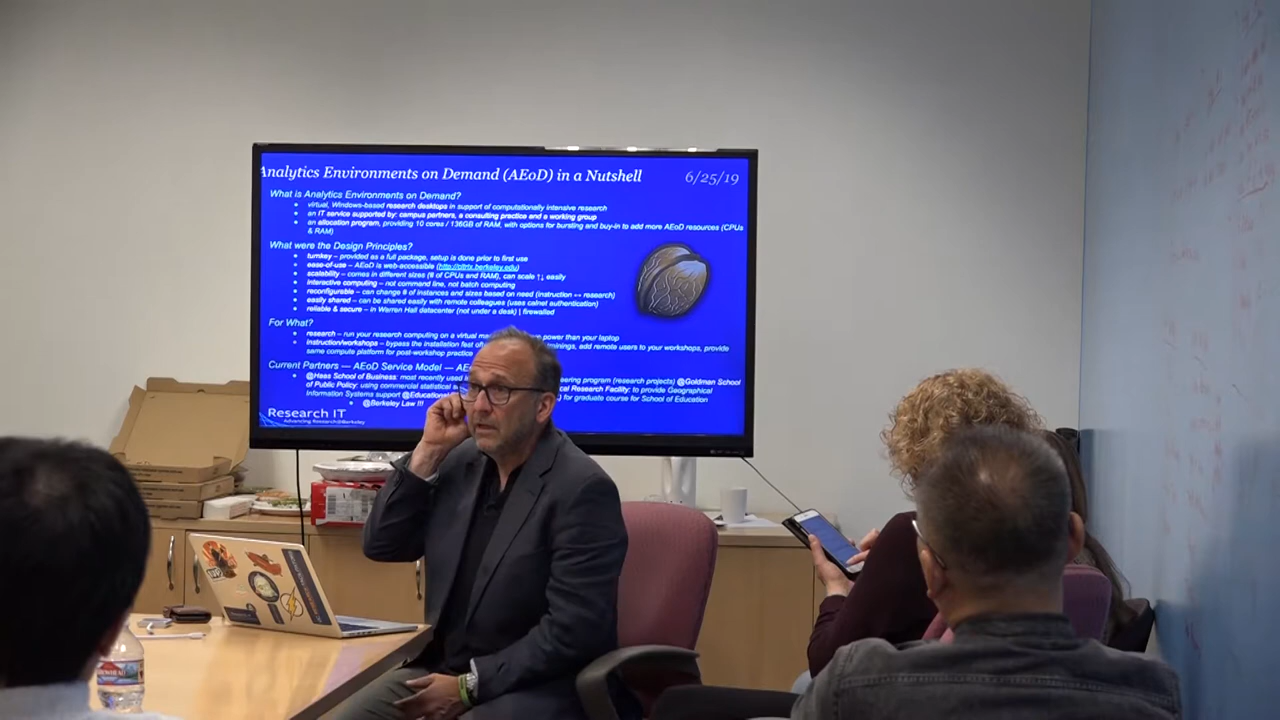 Analytics Environments on Demand (AEoD) in a Nutshell
6/25/19
What is Analytics Environments on Demand?
virtual, Windows-based research desktops in support of computationally intensive research
an IT service supported by: campus partners, a consulting practice and a working group
an allocation program, providing 10 cores / 136GB of RAM, with options for bursting and buy-in to add more AEoD resources (CPUs
& RAM)
What were the Design Principles?
turnkey – provided as a full package, setup is done prior to first use
ease-of-use – AEoD is web-accessible (http://citrix.berkeley.edu)
scalability – comes in different sizes (# of CPUs and RAM), can scale ↑↓ easily
interactive computing – not command line, not batch computing
reconfigurable – can change # of instances and sizes based on need (instruction ↔ research)
easily shared – can be shared easily with remote colleagues (uses calnet authentication)
reliable & secure – in Warren Hall datacenter (not under a desk) | firewalled
For What?
research – run your research computing on a virtual power than your laptop
instruction/workshops – bypass the installation fest add remote users to your workshops, provide
same compute platform for post-workshop practice
Current Partners — AEoD Service Model —
@Haas School of Business: most recently used program (research projects) @Goldman School
of Public Policy: using commercial statistical Research Facility: to provide Geographical
Information Systems support for graduate course for School of Education
@Berkeley Law !!!
Research IT
Advancing Research@Berkeley